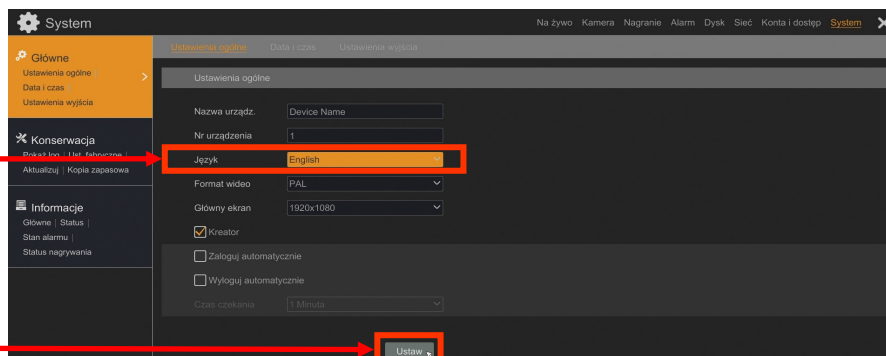 System
Na żywo Kamera Nagranie Alarm Dysk Sieć Konta i dostęp System
Główne
Ustawienia ogólne |
Data i czas |
Ustawienia wyjścia
Konserwacja
Pokaż log | Ust. fabryczne |
Aktualizuj | Kopia zapasowa
Informacje
Główne | Status |
Stan alarmu |
Status nagrywania
Ustawienia ogólne Data i czas Ustawienia wyjścia
Ustawienia ogólne
Nazwa urządz. Device Name
Nr urządzenia 1
Język English
Format wideo PAL
Główny ekran 1920x1080
Kreator
Zaloguj automatycznie
Wyloguj automatycznie
Czas czekania 1 Minuta
Ustaw